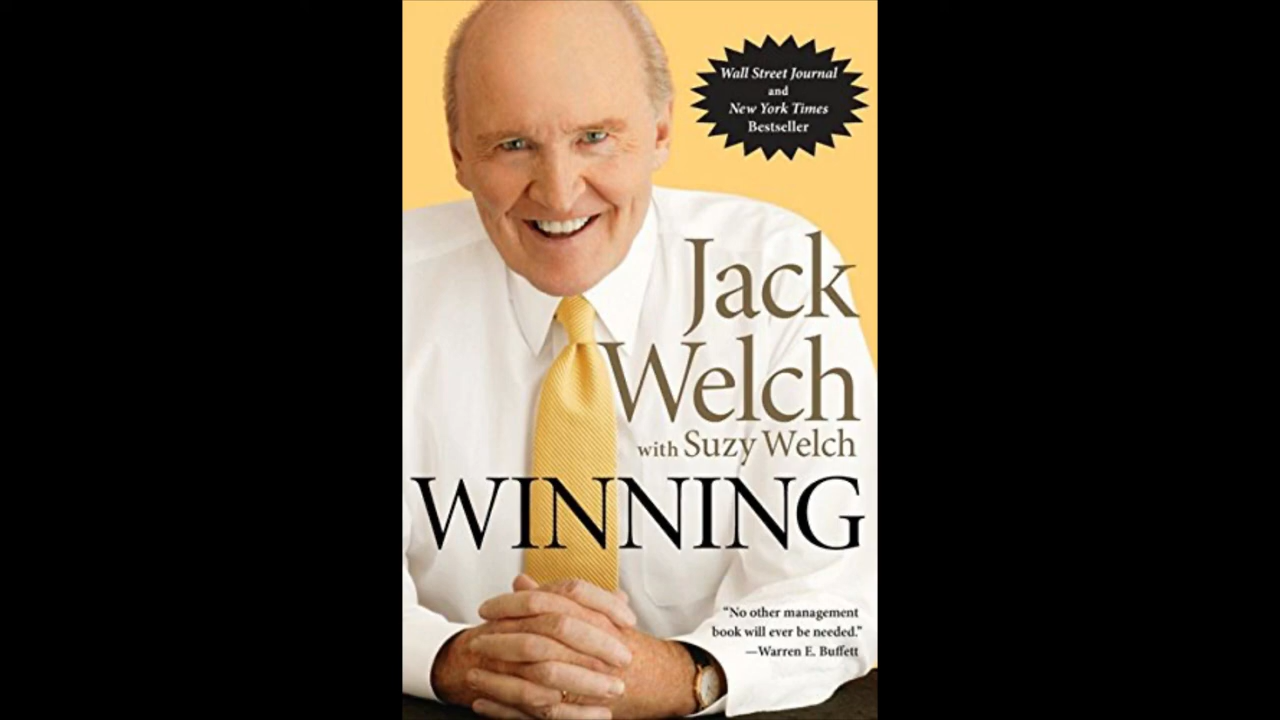 Wall Street Journal
and
New York Times
Bestseller
Jack
Welch
with Suzy Welch
WINNING
“No other management
book will ever be needed.”
—Warren E. Buffett